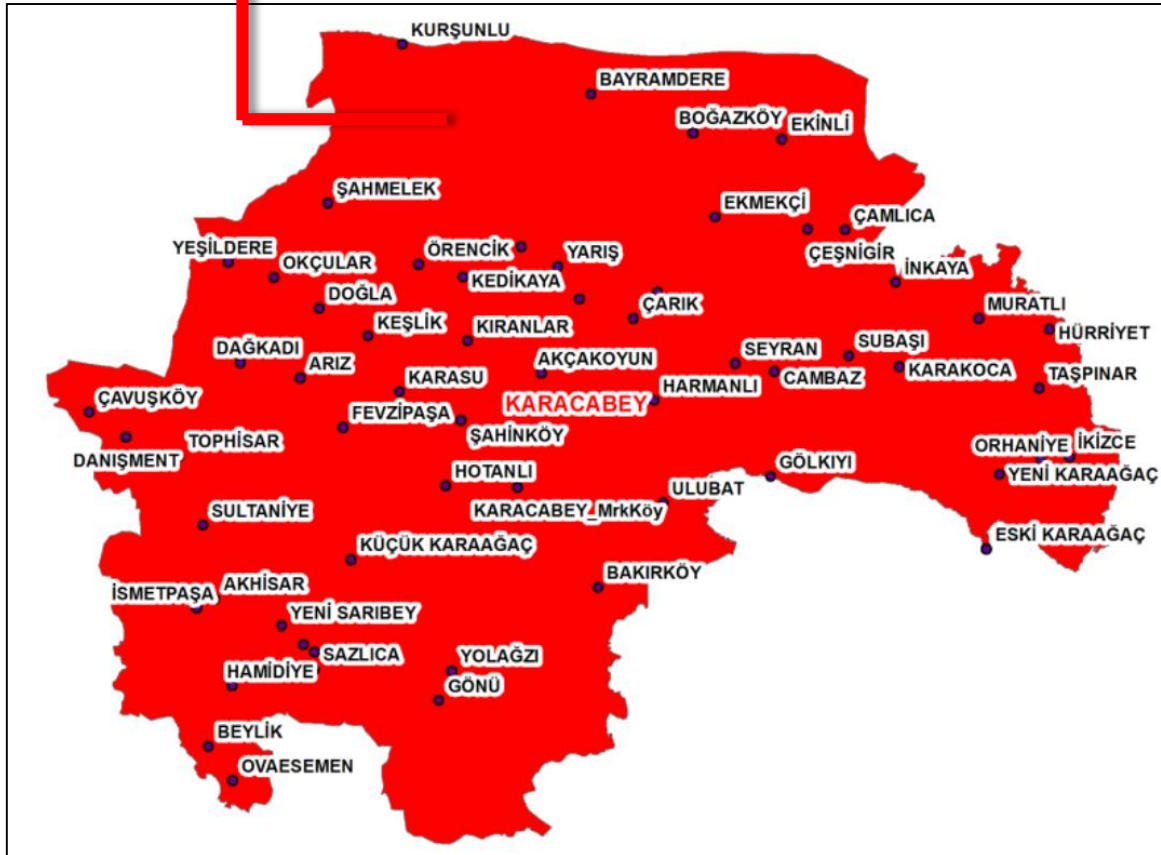 KURŞUNLU
BAYRAMDERE
BOĞAZKÖY
EKİNLİ
ŞAHMELEK
EKMEKÇİ
ÇAMLICA
YEŞİLDERE
ÖRENCİK
YARIŞ
ÇEŞNİGİR
OKÇULAR
KEDİKAYA
İNKAYA
DOĞLA
ÇARIK
MURATLI
KEŞLİK
KIRANLAR
HÜRRİYET
DAĞKADI
AKÇAKOYUN
SEYRAN
SUBAŞI
ARIZ
KARASU
HARMANLI
CAMBAZ
KARAKOCA
TAŞPINAR
KARACABEY
ÇAVUŞKÖY
FEVZİPAŞA
ŞAHİNKÖY
TOPHİSAR
DANIŞMENT
ORHANİYE
İKİZCE
HOTANLI
GÖLKIYI
YENİ KARAAĞAÇ
ULUBAT
SULTANİYE
KARACABEY_MrkKöy
ESKİ KARAAĞAÇ
KÜÇÜK KARAAĞAÇ
AKHİSAR
BAKIRKÖY
İSMETPAŞA
YENİ SARIBEY
SAZLICA
YOLAĞZI
HAMİDİYE
GÖNÜ
BEYLİK
OVAESEMEN